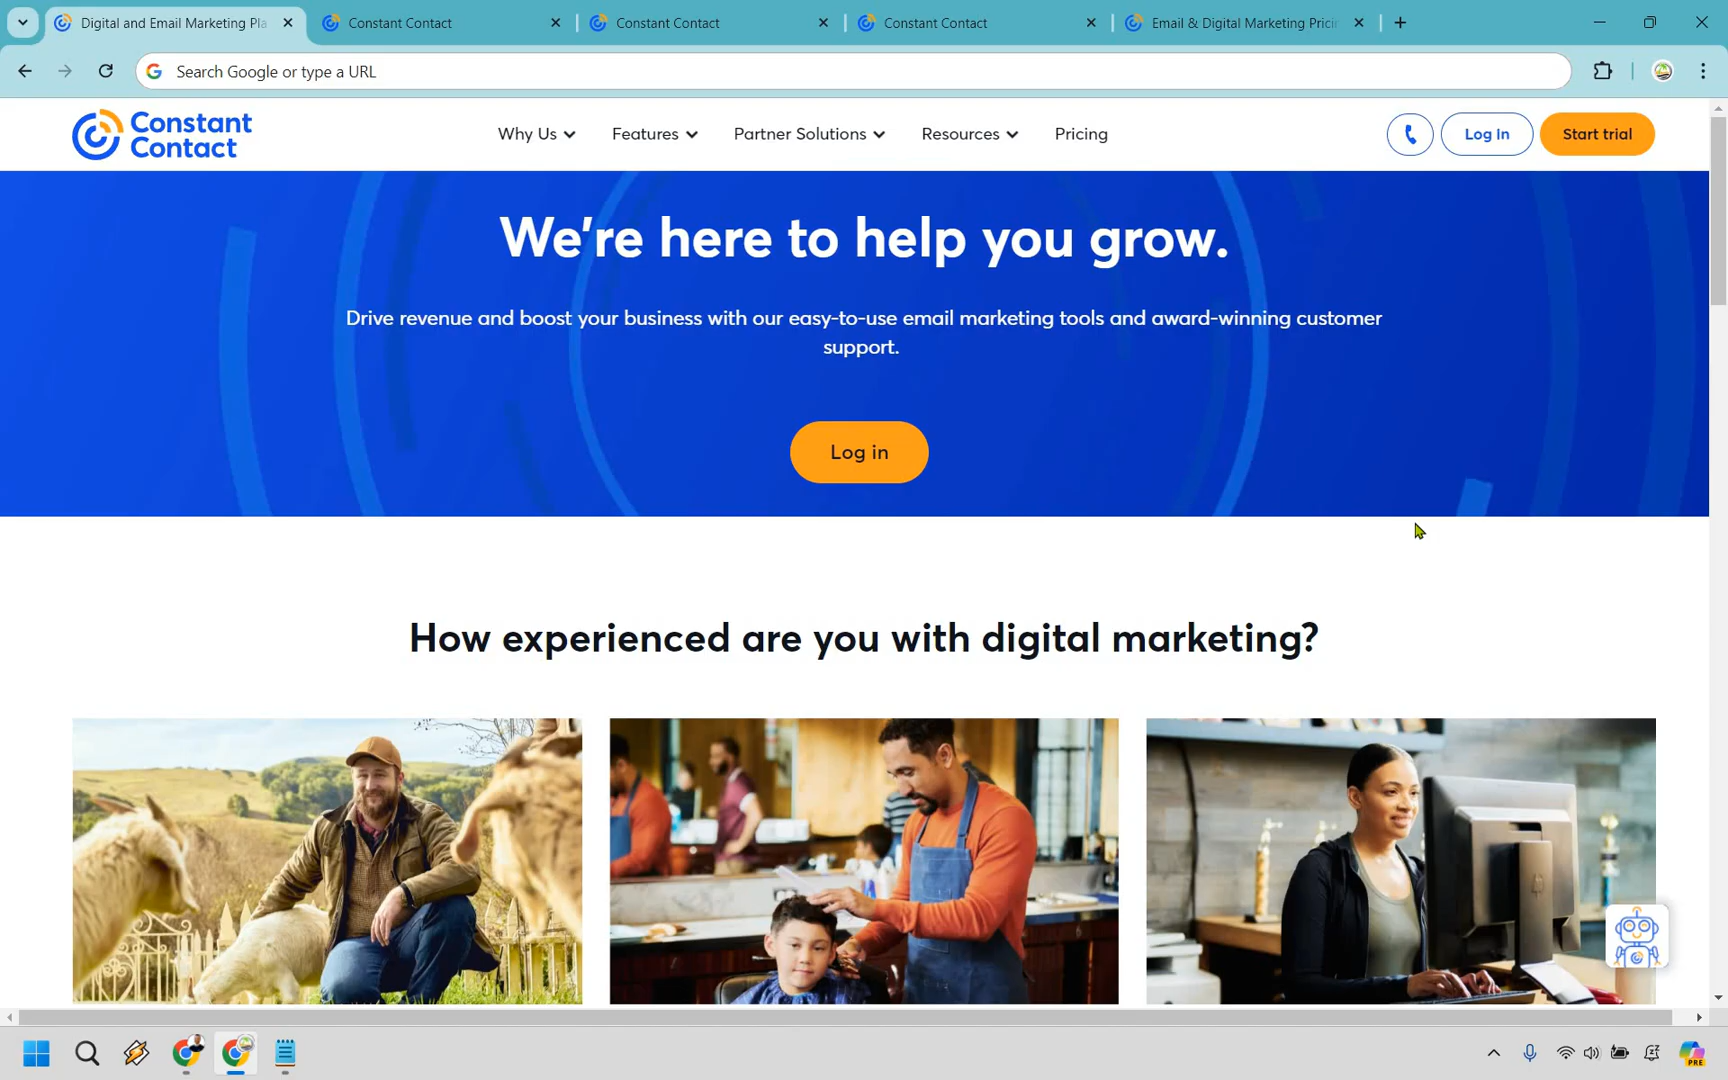 Digital and Email Marketing Pla
Constant Contact
Constant Contact
Constant Contact
Email & Digital Marketing Prici
Search Google or type a URL
Constant
Contact
Why Us
Features
Partner Solutions
Resources
Pricing
Log In
Start trial
We're here to help you grow.
Drive revenue and boost your business with our easy-to-use email marketing tools and award-winning customer
support.
Log in
How experienced are you with digital marketing?
PRE